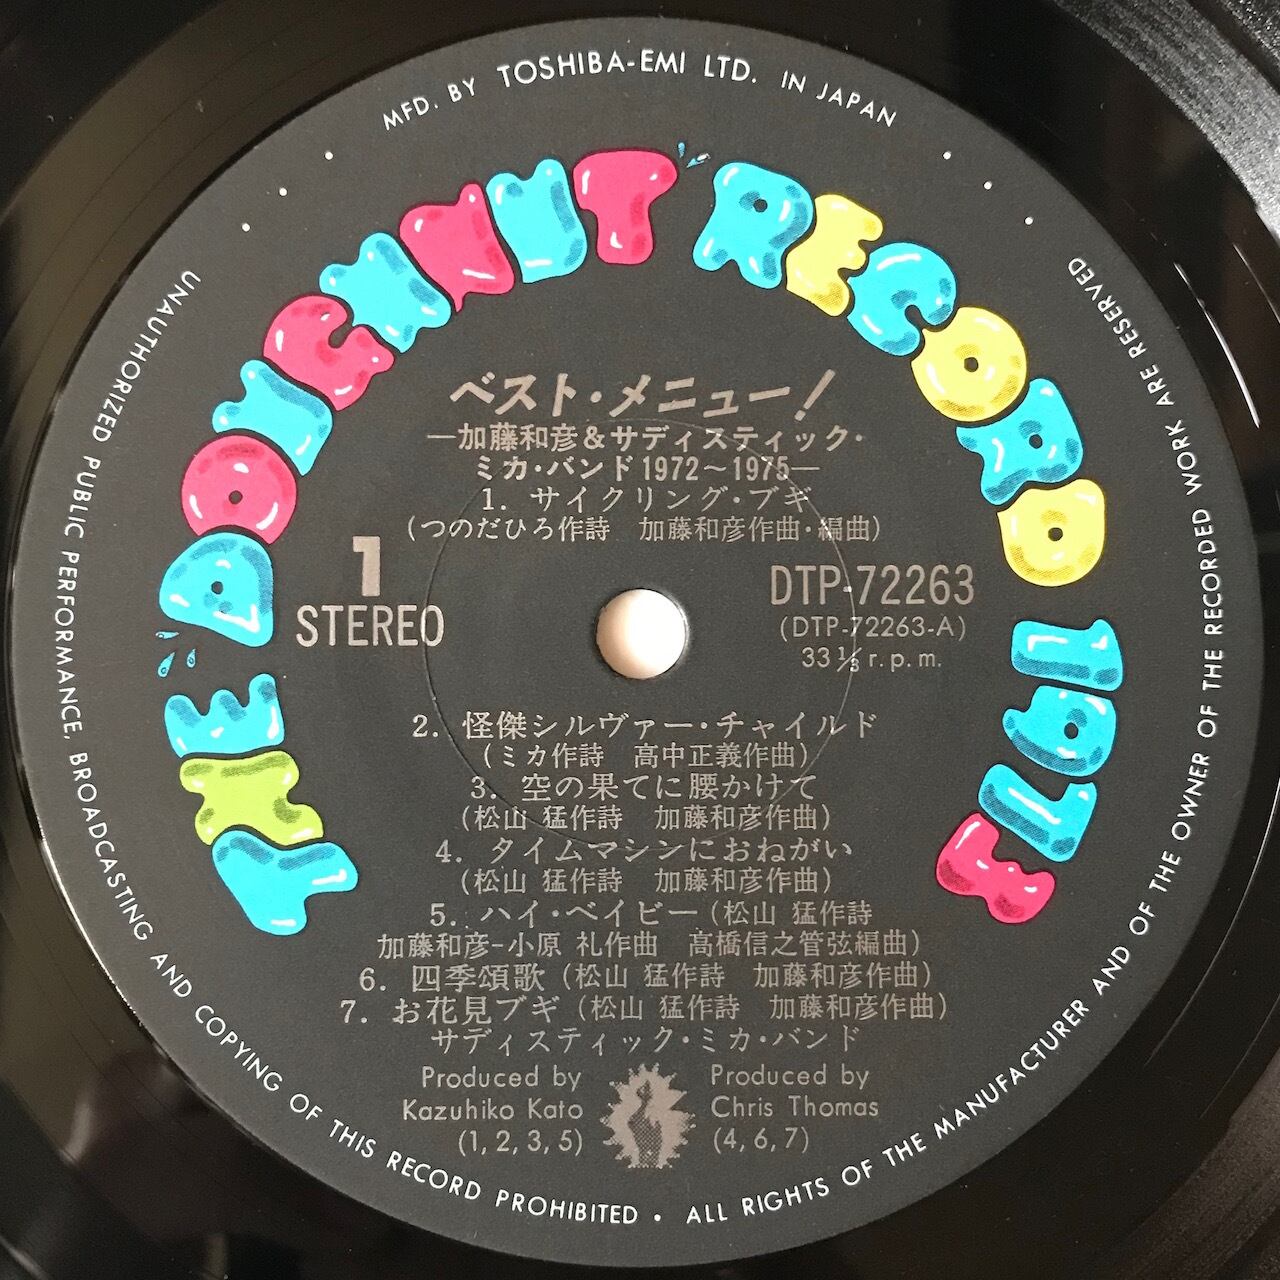 MFD. BY TOSHIBA-EMI LTD. IN JAPAN
THE DOUGHNUT RECORD 1973
ベスト・メニュー!
—加藤和彦&サディスティック・
ミカ・バンド1972~1975—
1. サイクリング・ブギ
(つのだひろ作詩 加藤和彦作曲・編曲)
1
STEREO
DTP-72263
(DTP-72263-A)
33 1/3 r.p.m.
2. 怪傑シルヴァー・チャイルド
(ミカ作詩 高中正義作曲)
3. 空の果てに腰かけて
(松山 猛作詩 加藤和彦作曲)
4. タイムマシンにおねがい
(松山 猛作詩 加藤和彦作曲)
5. ハイ・ベイビー(松山 猛作詩
加藤和彦-小原 礼作曲 高橋信之管弦編曲)
6. 四季頌歌(松山 猛作詩 加藤和彦作曲)
7. お花見ブギ(松山 猛作詩 加藤和彦作曲)
サディスティック・ミカ・バンド
Produced by
Kazuhiko Kato
(1, 2, 3, 5)
Produced by
Chris Thomas
(4, 6, 7)
UNAUTHORIZED PUBLIC PERFORMANCE, BROADCASTING AND COPYING OF THIS RECORD PROHIBITED • ALL RIGHTS OF THE MANUFACTURER AND OF THE OWNER OF THE RECORDED WORK ARE RESERVED